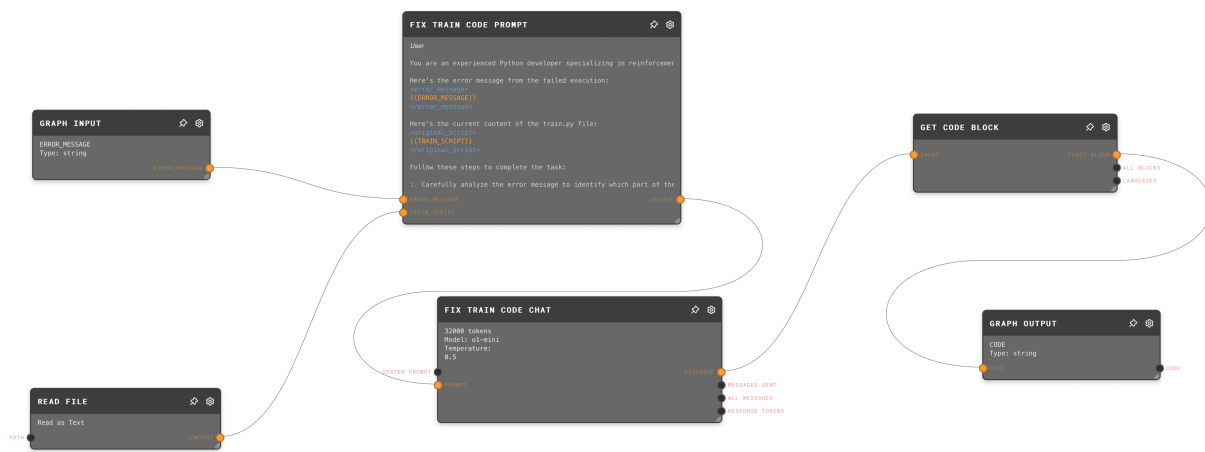 GRAPH INPUT
ERROR_MESSAGE
Type: string
ERROR_MESSAGE
READ FILE
Read as Text
PATH
CONTENT
FIX TRAIN CODE PROMPT
User
You are an experienced Python developer specializing in reinforcemen
Here's the error message from the failed execution:
<error_message>
{{ERROR_MESSAGE}}
</error_message>
Here's the current content of the train.py file:
<original_script>
{{TRAIN_SCRIPT}}
</original_script>
Follow these steps to complete the task:
1. Carefully analyze the error message to identify which part of the
ERROR_MESSAGE
OUTPUT
TRAIN_SCRIPT
FIX TRAIN CODE CHAT
32000 tokens
Model: o1-mini
Temperature:
0.5
SYSTEM PROMPT
RESPONSE
PROMPT
MESSAGES SENT
ALL MESSAGES
RESPONSE TOKENS
GET CODE BLOCK
INPUT
FIRST BLOCK
ALL BLOCKS
LANGUAGES
GRAPH OUTPUT
CODE
Type: string
CODE
CODE